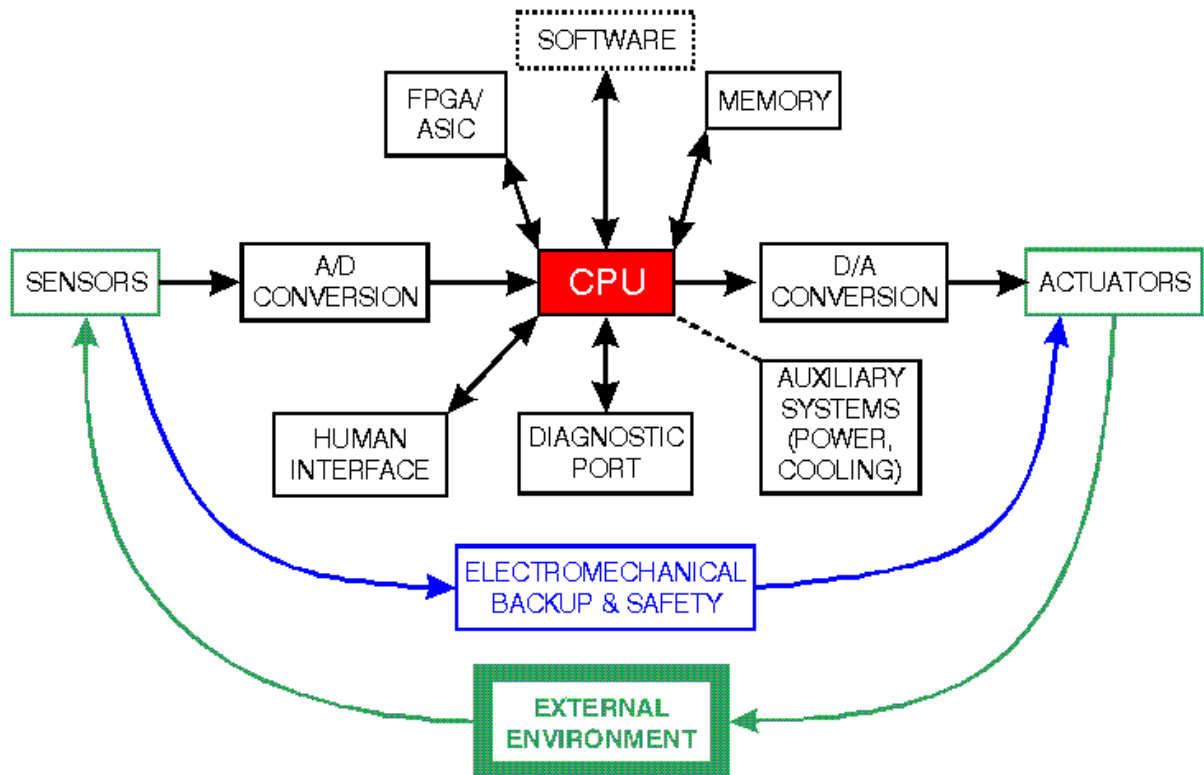 SOFTWARE
FPGA/
ASIC
MEMORY
SENSORS
A/D
CONVERSION
CPU
D/A
CONVERSION
ACTUATORS
HUMAN
INTERFACE
DIAGNOSTIC
PORT
AUXILIARY
SYSTEMS
(POWER,
COOLING)
ELECTROMECHANICAL
BACKUP & SAFETY
EXTERNAL
ENVIRONMENT